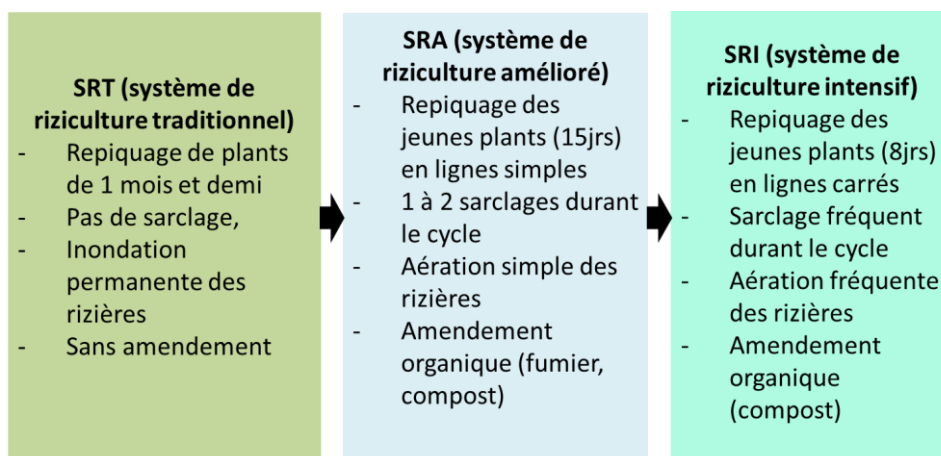 SRT (système de
riziculture traditionnel)
- Repiquage de plants
de 1 mois et demi
- Pas de sarclage,
- Inondation
permanente des
rizières
- Sans amendement
SRA (système de
riziculture amélioré)
- Repiquage des
jeunes plants (15jrs)
en lignes simples
- 1 à 2 sarclages durant
le cycle
- Aération simple des
rizières
- Amendement
organique (fumier,
compost)
SRI (système de
riziculture intensif)
- Repiquage des
jeunes plants (8jrs)
en lignes carrés
- Sarclage fréquent
durant le cycle
- Aération fréquente
des rizières
- Amendement
organique
(compost)